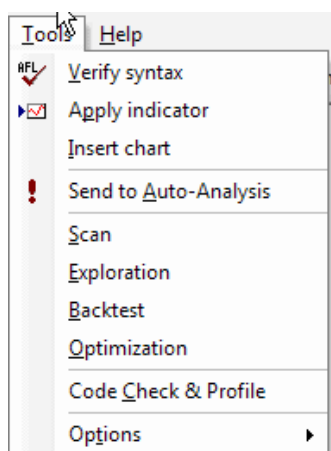 Tools Help
AFL Verify syntax
Apply indicator
Insert chart
Send to Auto-Analysis
Scan
Exploration
Backtest
Optimization
Code Check & Profile
Options